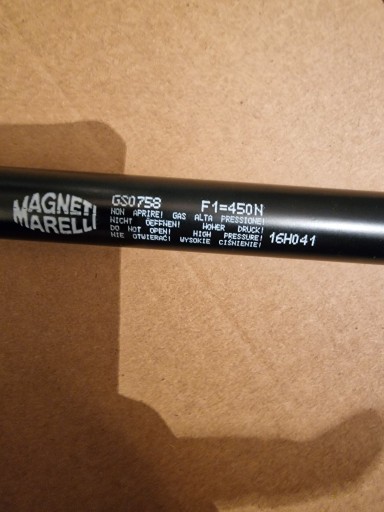 MAGNETI
MARELLI
GS0758 F1=450N
NON APRIRE! GAS ALTA PRESSIONE!
NICHT ÖEFFNEN! HOHER DRUCK!
DO NOT OPEN! HIGH PRESSURE!
NIE OTWIERAĆ! WYSOKIE CIŚNIENIE!
16H041